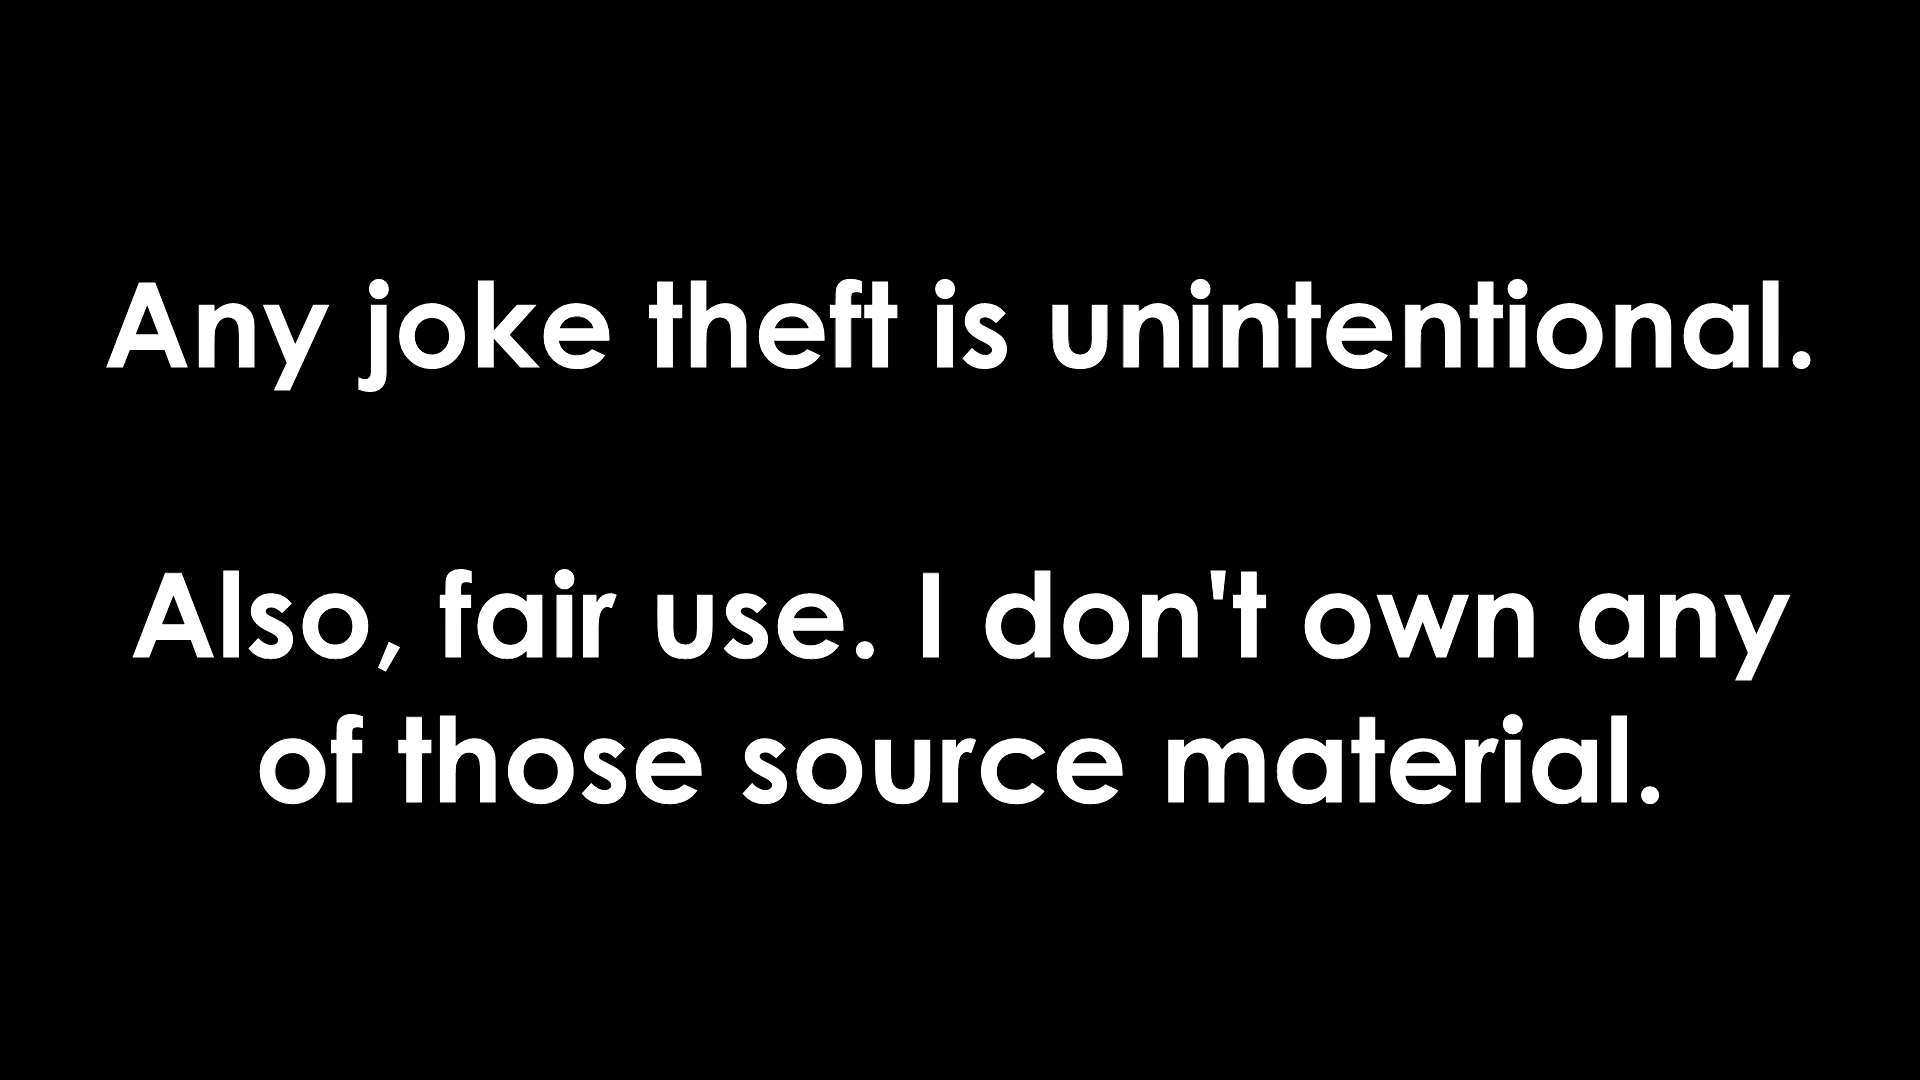 Any joke theft is unintentional.
Also, fair use. I don't own any
of those source material.